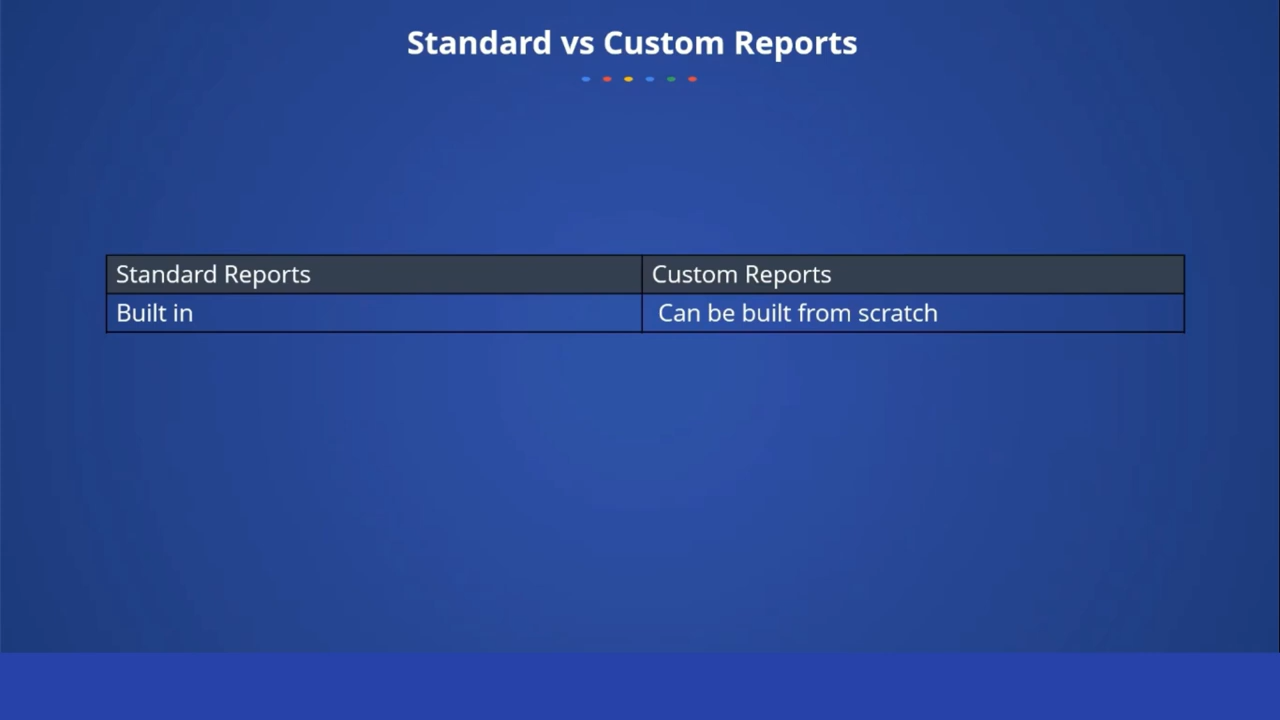 Standard vs Custom Reports
Standard Reports
Custom Reports
Built in
Can be built from scratch